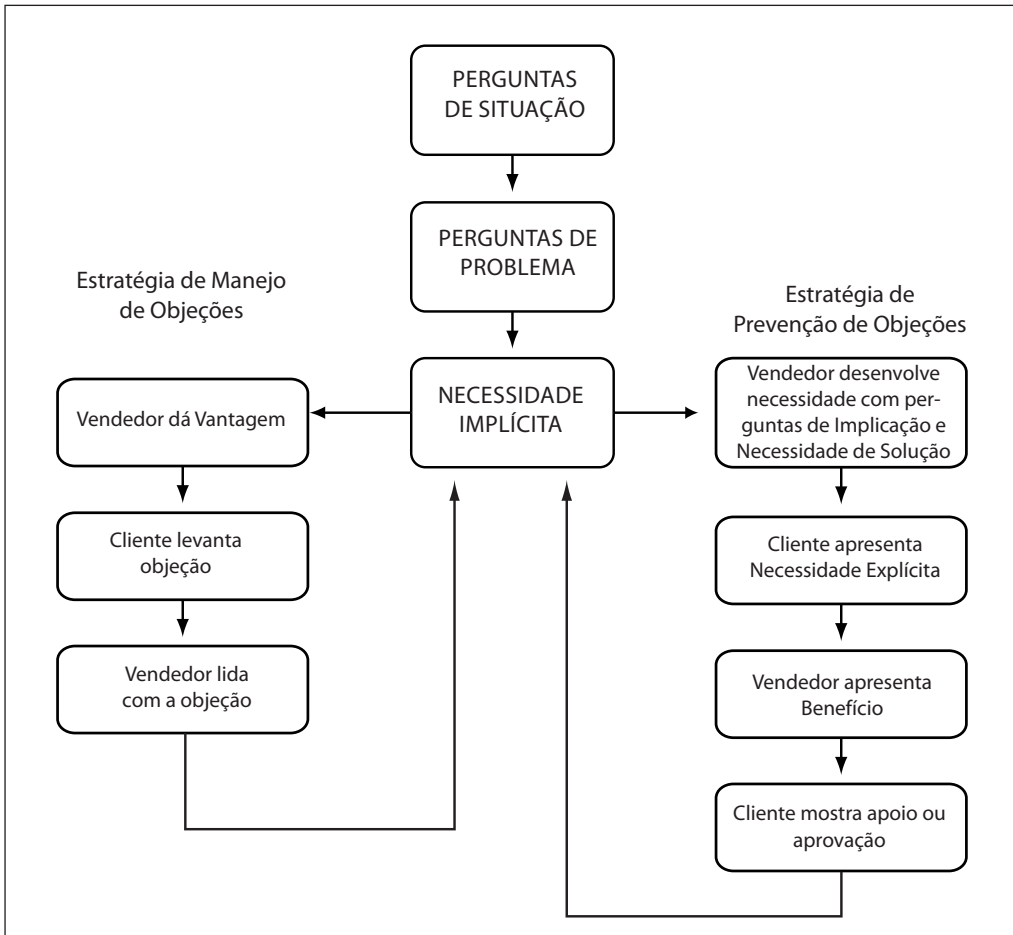 PERGUNTAS
DE SITUAÇÃO
PERGUNTAS DE
PROBLEMA
NECESSIDADE
IMPLÍCITA
Estratégia de Manejo
de Objeções
Vendedor dá Vantagem
Cliente levanta
objeção
Vendedor lida
com a objeção
Estratégia de
Prevenção de Objeções
Vendedor desenvolve
necessidade com per-
guntas de Implicação e
Necessidade de Solução
Cliente apresenta
Necessidade Explícita
Vendedor apresenta
Benefício
Cliente mostra apoio ou
aprovação